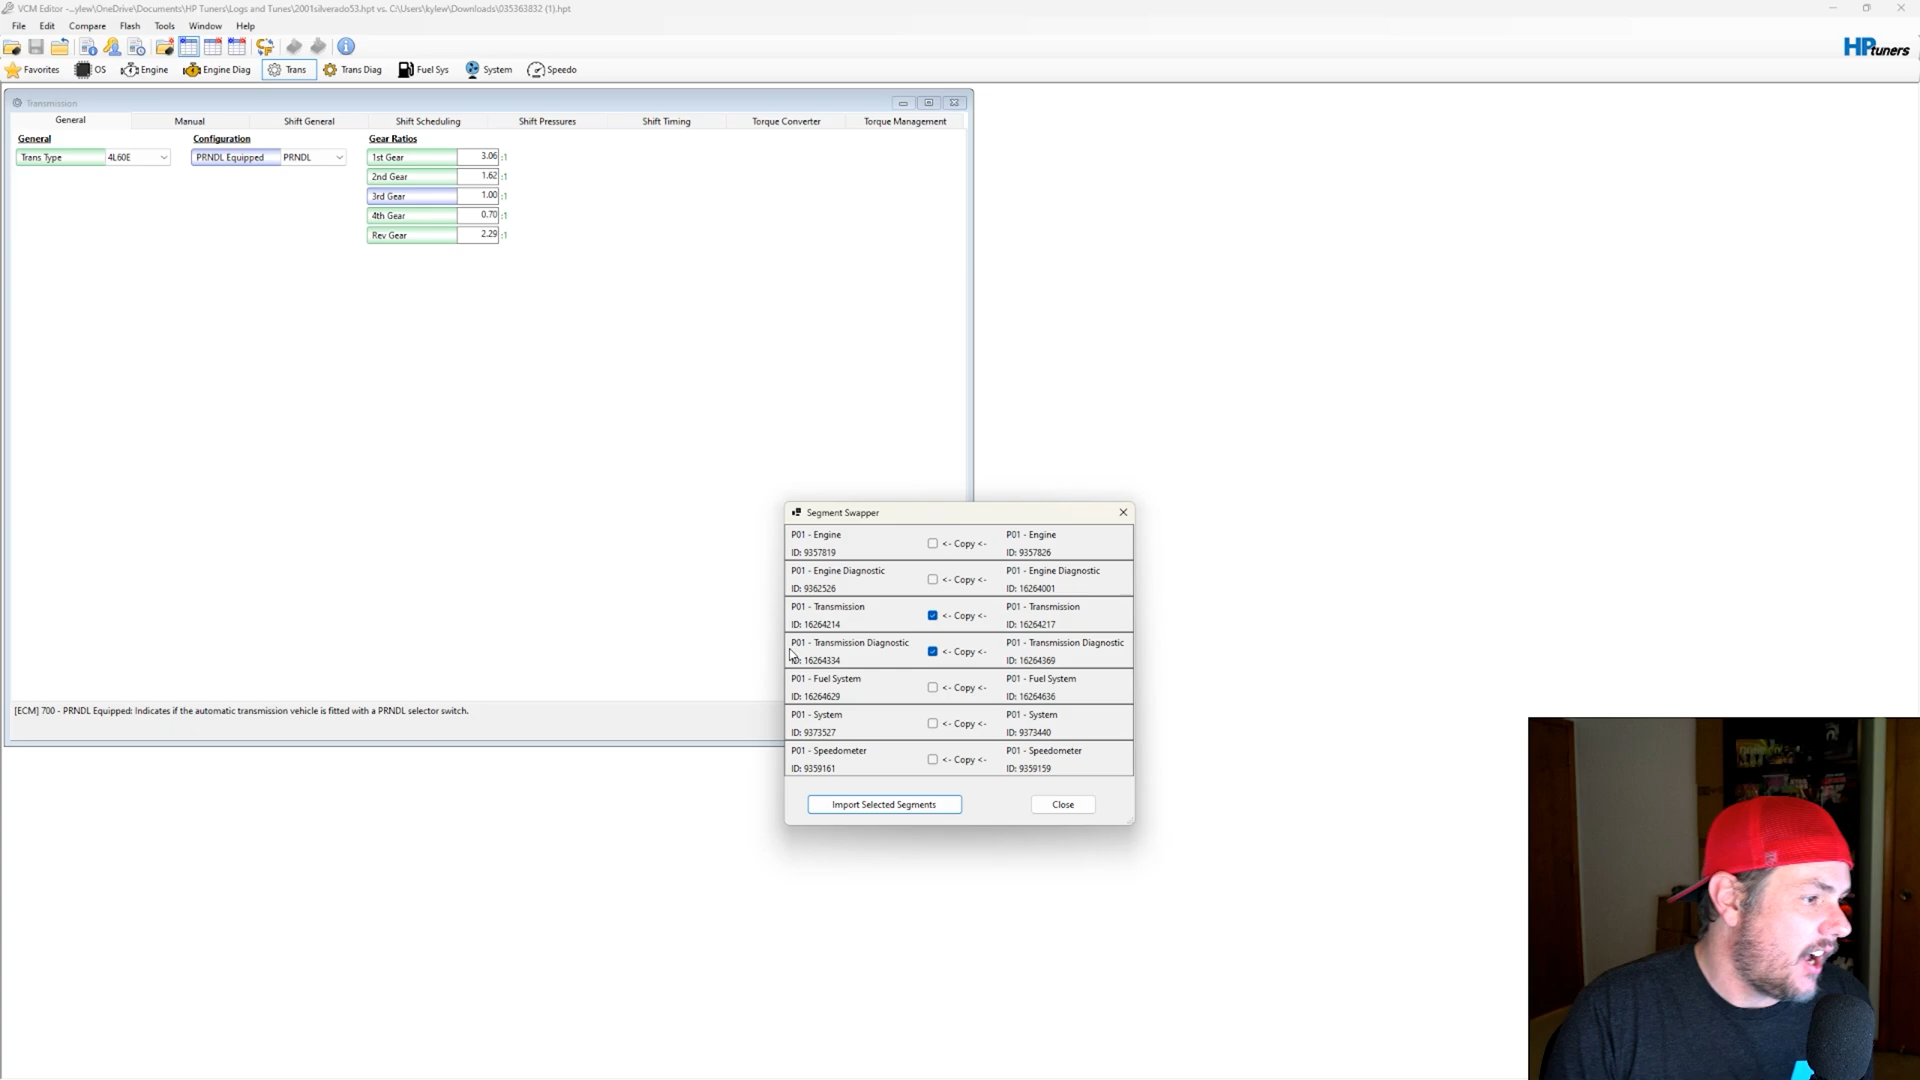 VCM Editor -...ylew\OneDrive\Documents\HP Tuners\Logs and Tunes\2001silverado53.hpt vs. C:\Users\kylew\Downloads\035363832 (1).hpt
File Edit Compare Flash Tools Window Help
HPtuners
Favorites OS Engine Engine Diag Trans Trans Diag Fuel Sys System Speedo
Transmission
General Manual Shift General Shift Scheduling Shift Pressures Shift Timing Torque Converter Torque Management
General Configuration Gear Ratios
Trans Type 4L60E PRNDL Equipped PRNDL 1st Gear 3.06 :1
2nd Gear 1.62 :1
3rd Gear 1.00 :1
4th Gear 0.70 :1
Rev Gear 2.29 :1
Segment Swapper
P01 - Engine <- Copy <- P01 - Engine
ID: 9357819 ID: 9357826
P01 - Engine Diagnostic <- Copy <- P01 - Engine Diagnostic
ID: 9362526 ID: 16264001
P01 - Transmission <- Copy <- P01 - Transmission
ID: 16264214 ID: 16264217
P01 - Transmission Diagnostic <- Copy <- P01 - Transmission Diagnostic
ID: 16264334 ID: 16264369
P01 - Fuel System <- Copy <- P01 - Fuel System
ID: 16264629 ID: 16264636
P01 - System <- Copy <- P01 - System
ID: 9373527 ID: 9373440
P01 - Speedometer <- Copy <- P01 - Speedometer
ID: 9359161 ID: 9359159
Import Selected Segments Close
[ECM] 700 - PRNDL Equipped: Indicates if the automatic transmission vehicle is fitted with a PRNDL selector switch.